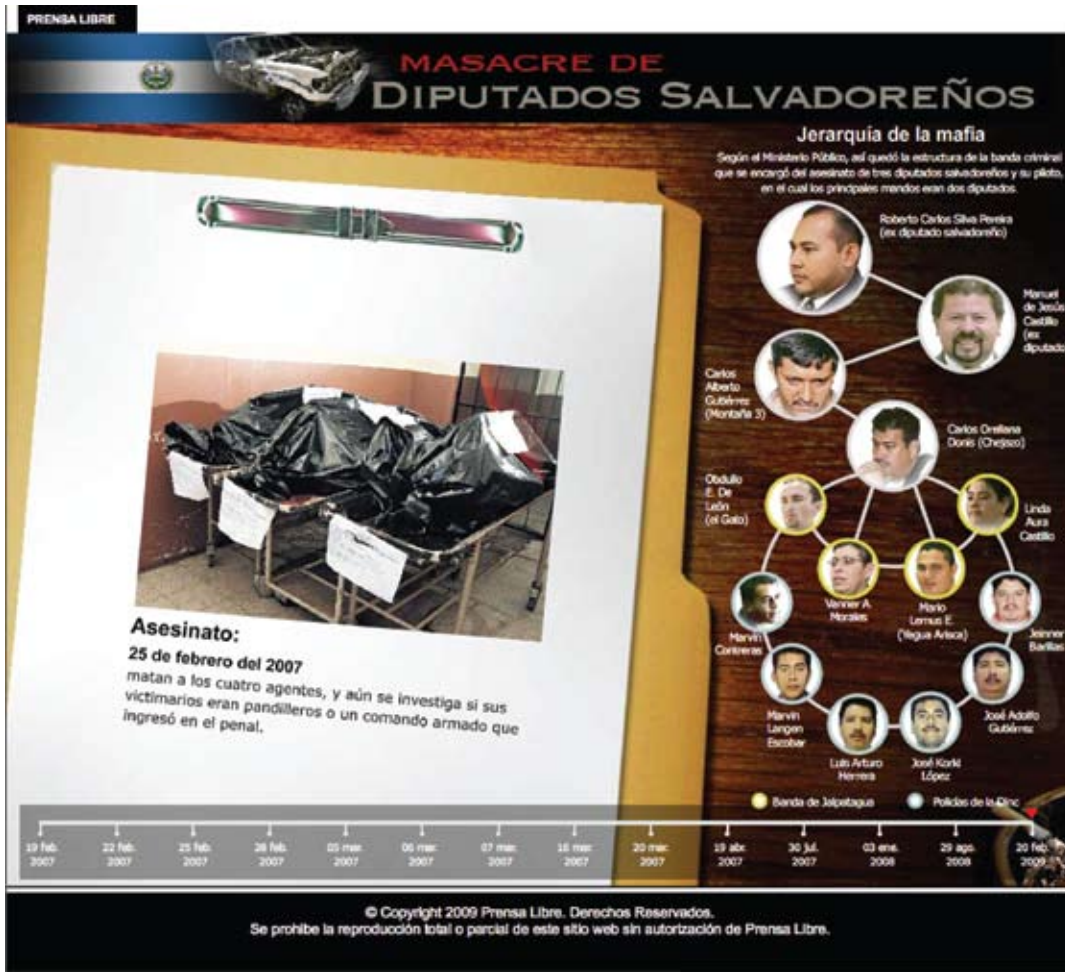 PRENSA LIBRE
MASACRE DE
DIPUTADOS SALVADOREÑOS
Jerarquía de la mafia
Según el Ministerio Público, así quedó la estructura de la banda criminal
que se encargó del asesinato de tres diputados salvadoreños y su piloto,
en el cual los principales mandos eran dos diputados.
Roberto Carlos Silva Pereira
(ex diputado salvadoreño)
Manuel
de Jesús
Castillo
(ex
diputado
Carlos
Alberto
Gutiérrez
(Montaña 3)
Carlos Orellana
Donis (Chejazo)
Obdulio
E. De
León
(el Gato)
Linda
Aura
Castillo
Vanner A.
Morales
Mario
Lemus E.
(Yegua Arisca)
Marvin
Contreras
Jeinner
Barillas
Marvin
Langen
Escobar
José Adolfo
Gutiérrez
Luis Arturo
Herrera
José Korki
López
Banda de Jalpatagua
Policías de la Dinc
Asesinato:
25 de febrero del 2007
matan a los cuatro agentes, y aún se investiga si sus
victimarios eran pandilleros o un comando armado que
ingresó en el penal.
19 feb. 2007
22 feb. 2007
25 feb. 2007
28 feb. 2007
05 mar. 2007
06 mar. 2007
07 mar. 2007
16 mar. 2007
20 mar. 2007
19 abr. 2007
30 jul. 2007
03 ene. 2008
29 ago. 2008
20 feb. 2009
© Copyright 2009 Prensa Libre. Derechos Reservados.
Se prohibe la reproducción total o parcial de este sitio web sin autorización de Prensa Libre.